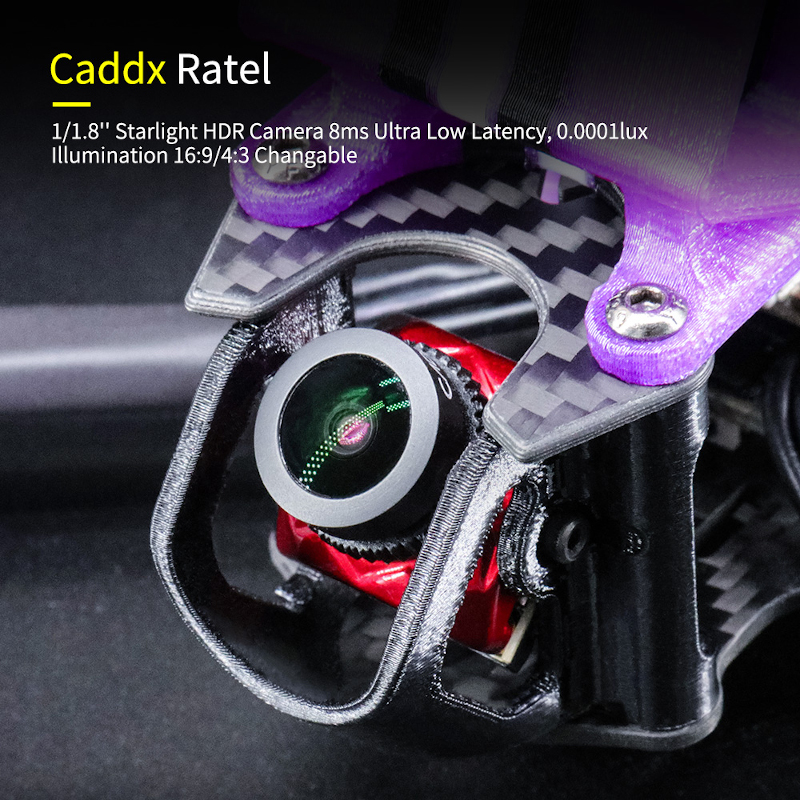 Caddx Ratel
1/1.8'' Starlight HDR Camera 8ms Ultra Low Latency, 0.0001lux
Illumination 16:9/4:3 Changable